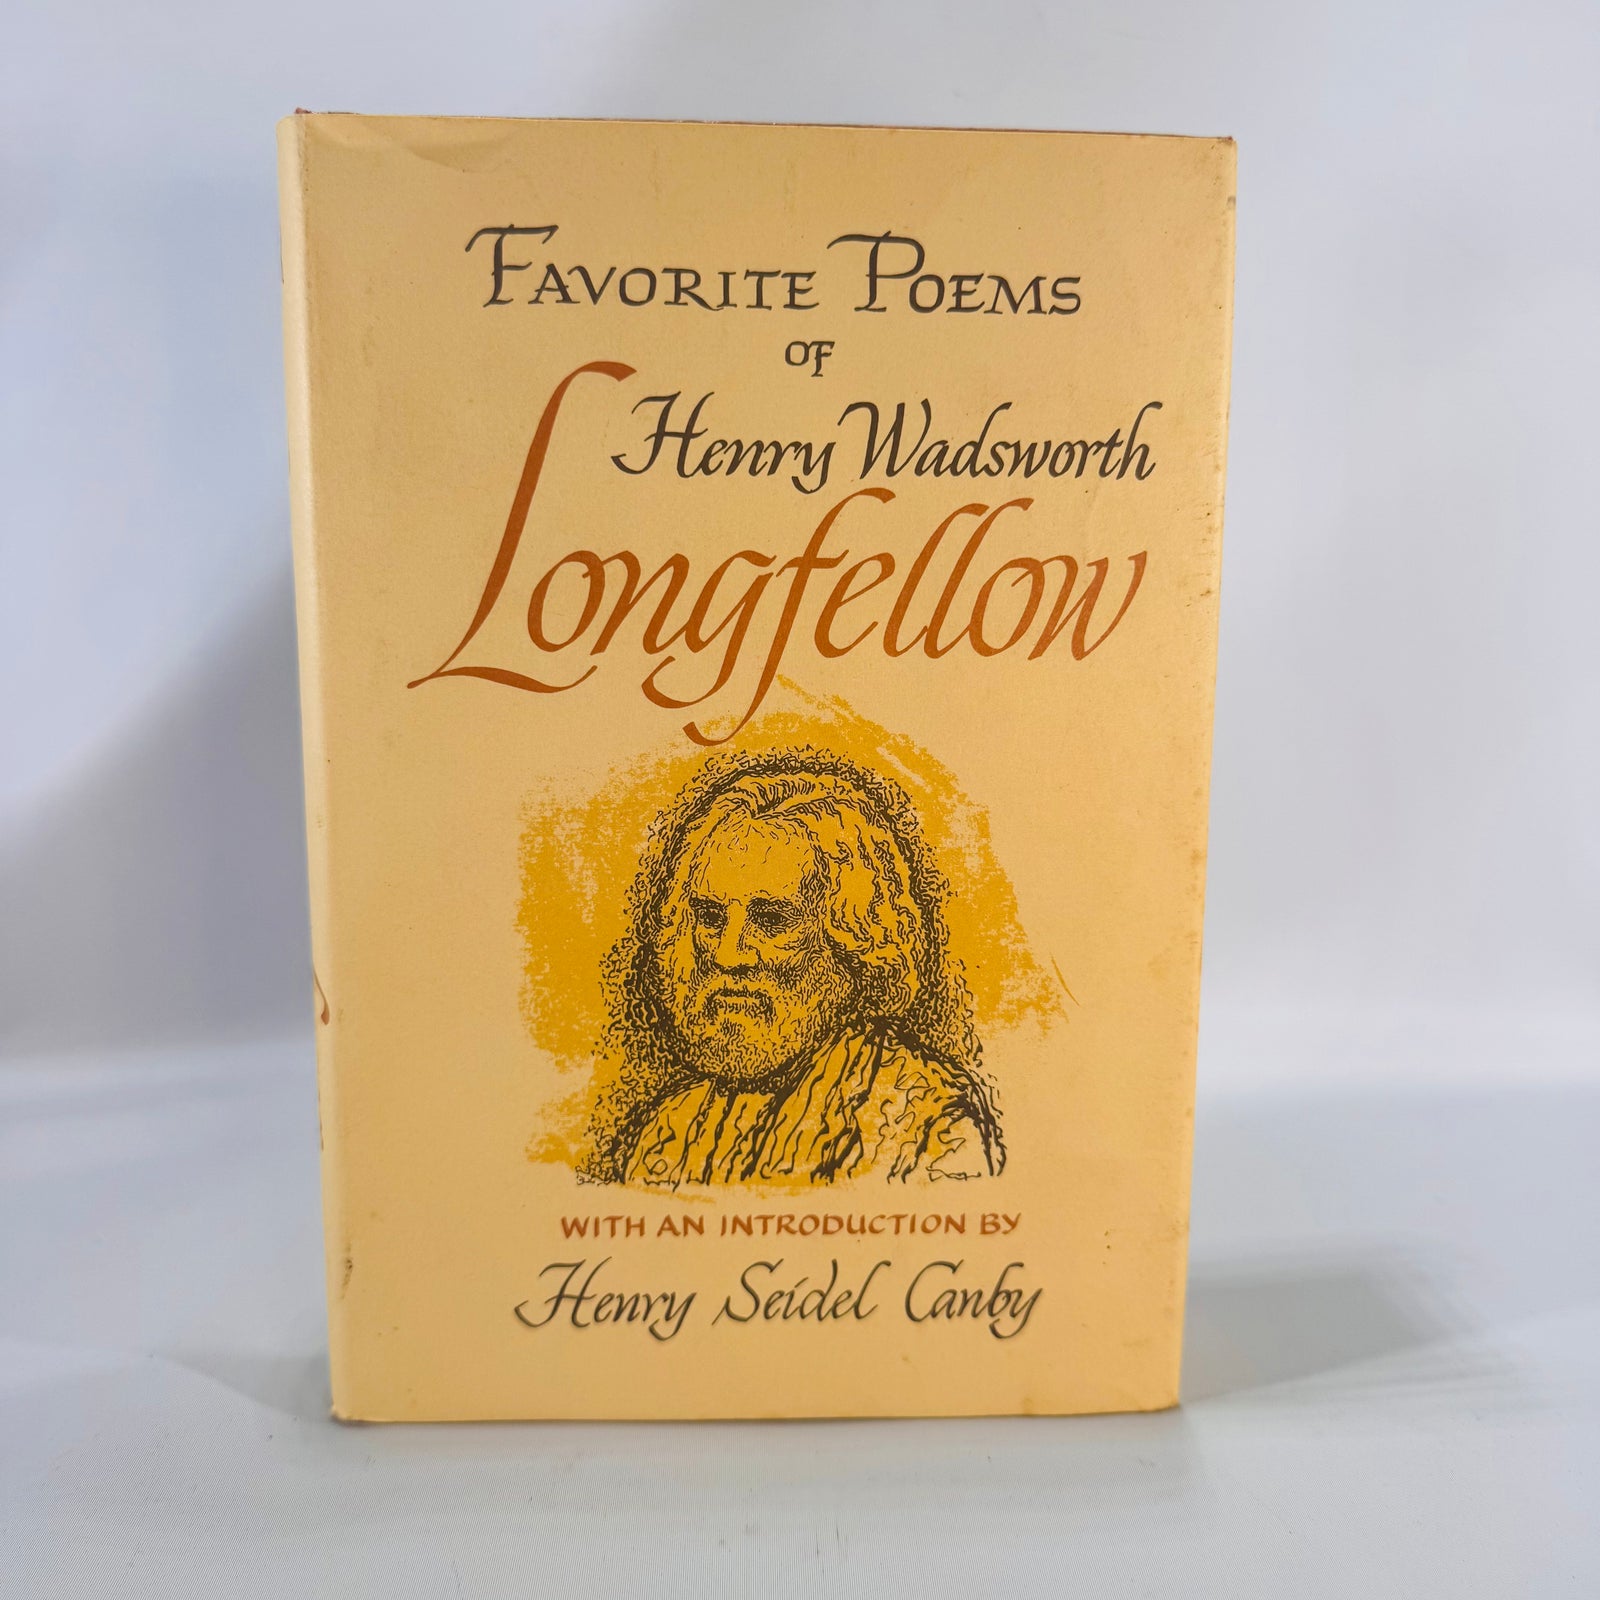 FAVORITE POEMS
OF
Henry Wadsworth
Longfellow
WITH AN INTRODUCTION BY
Henry Seidel Canby